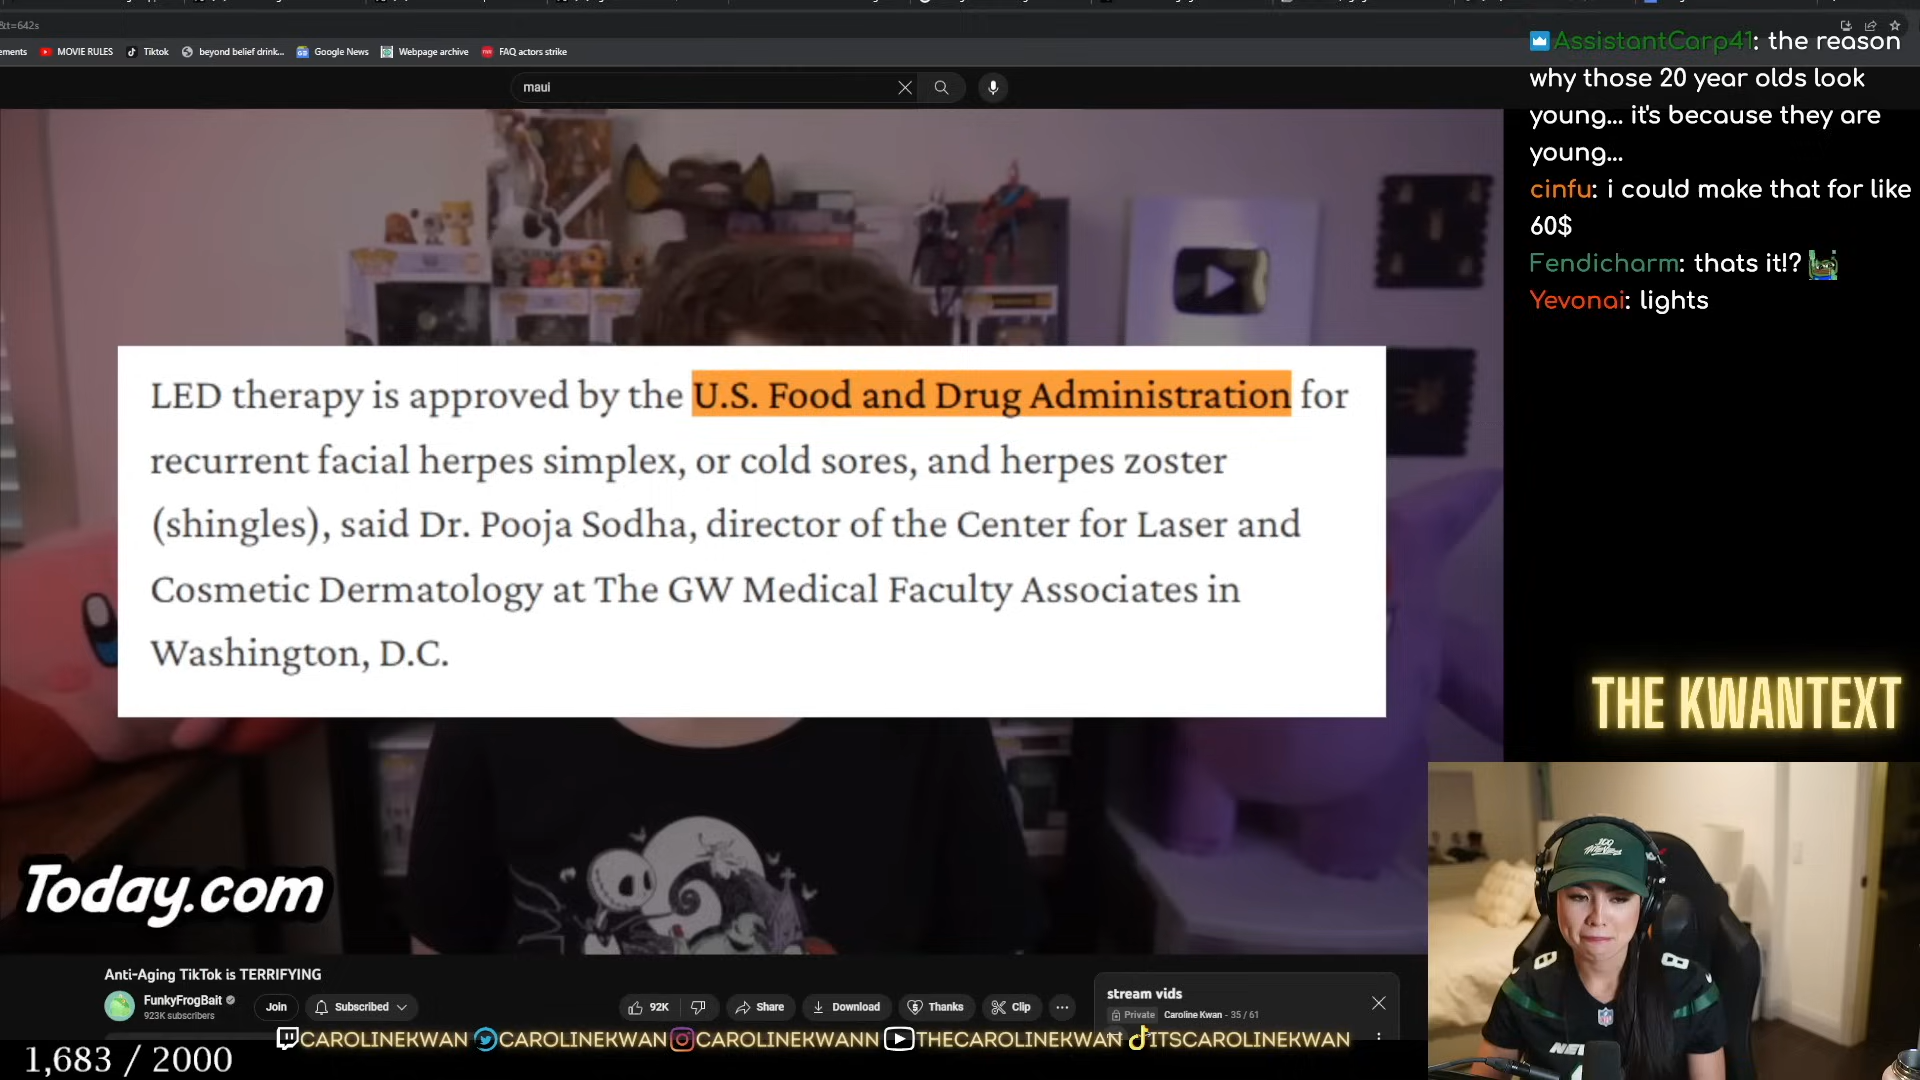 &t=642s
ements
MOVIE RULES
Tiktok
beyond belief drink...
Google News
Webpage archive
FAQ actors strike
maui
AssistantCarp41: the reason
why those 20 year olds look
young... it's because they are
young...
cinfu: i could make that for like
60$
Fendicharm: thats it!?
Yevonai: lights
LED therapy is approved by the U.S. Food and Drug Administration for
recurrent facial herpes simplex, or cold sores, and herpes zoster
(shingles), said Dr. Pooja Sodha, director of the Center for Laser and
Cosmetic Dermatology at The GW Medical Faculty Associates in
Washington, D.C.
THE KWANTEXT
Today.com
Anti-Aging TikTok is TERRIFYING
FunkyFrogBait
923K subscribers
Join
Subscribed
92K
Share
Download
Thanks
Clip
stream vids
Private
Caroline Kwan - 35 / 61
CAROLINEKWAN
CAROLINEKWAN
CAROLINEKWANN
THECAROLINEKWAN
ITSCAROLINEKWAN
1,683 / 2000
8
8